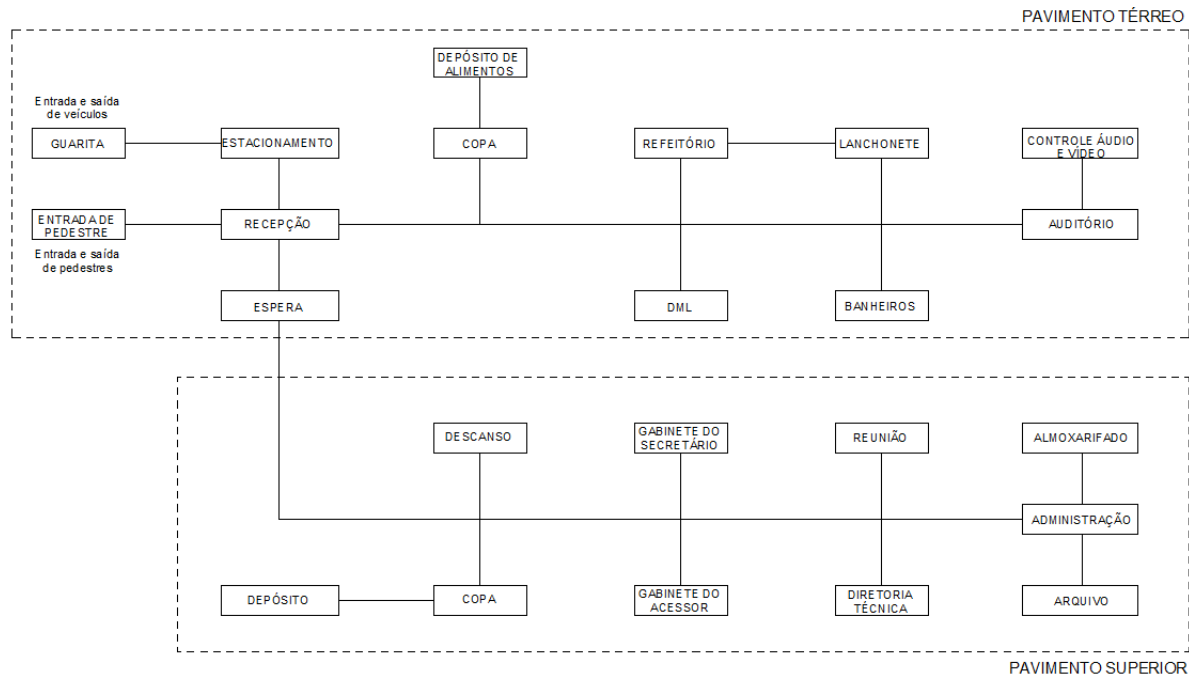 PAVIMENTO TÉRREO
DEPÓSITO DE
ALIMENTOS
Entrada e saída
de veículos
GUARITA
ESTACIONAMENTO
COPA
REFEITÓRIO
LANCHONETE
CONTROLE ÁUDIO
E VÍDEO
ENTRADA DE
PEDESTRE
RECEPÇÃO
AUDITÓRIO
Entrada e saída
de pedestres
ESPERA
DML
BANHEIROS
DESCANSO
GABINETE DO
SECRETÁRIO
REUNIÃO
ALMOXARIFADO
ADMINISTRAÇÃO
DEPÓSITO
COPA
GABINETE DO
ACESSOR
DIRETORIA
TÉCNICA
ARQUIVO
PAVIMENTO SUPERIOR